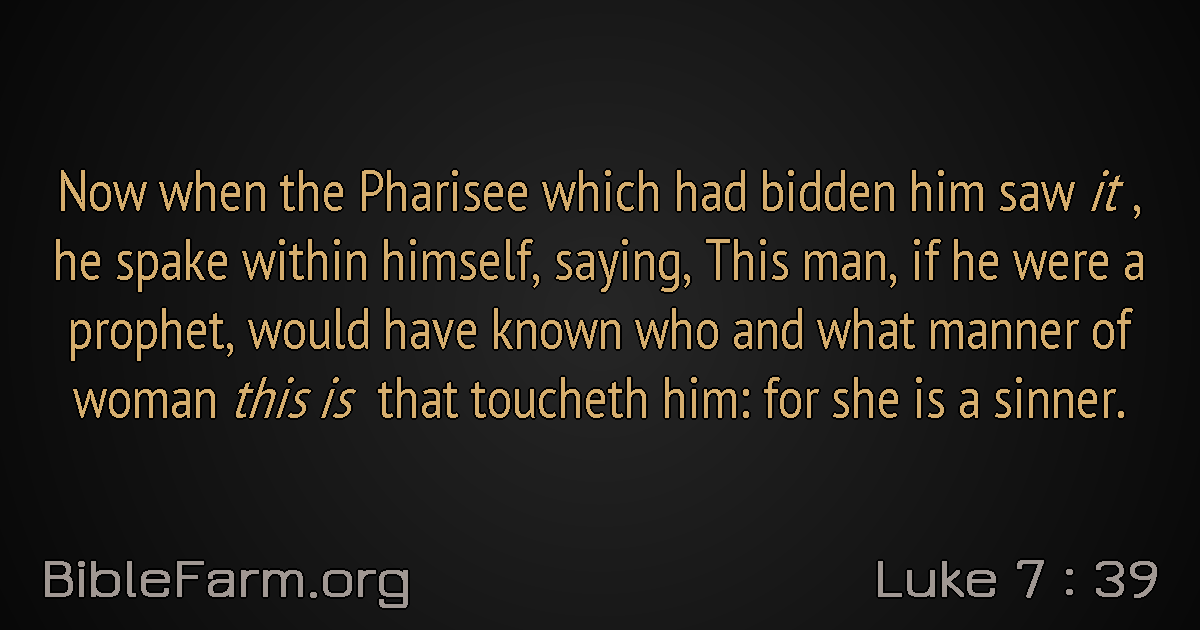 Now when the Pharisee which had bidden him saw it ,
he spake within himself, saying, This man, if he were a
prophet, would have known who and what manner of
woman this is  that toucheth him: for she is a sinner.
BibleFarm.org
Luke 7 : 39